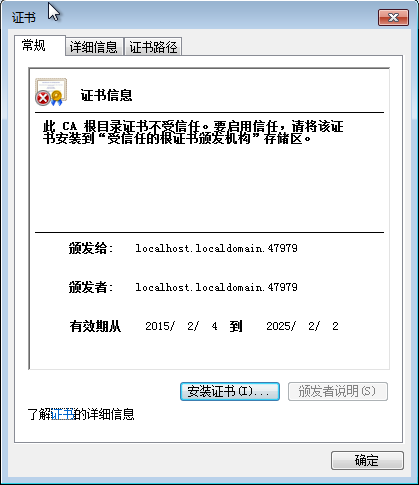 证书
常规 详细信息 证书路径
证书信息
此 CA 根目录证书不受信任。要启用信任，请将该证
书安装到“受信任的根证书颁发机构”存储区。
颁发给： localhost.localdomain.47979
颁发者： localhost.localdomain.47979
有效期从 2015/ 2/ 4 到 2025/ 2/ 2
安装证书(I)... 颁发者说明(S)
了解证书的详细信息
确定